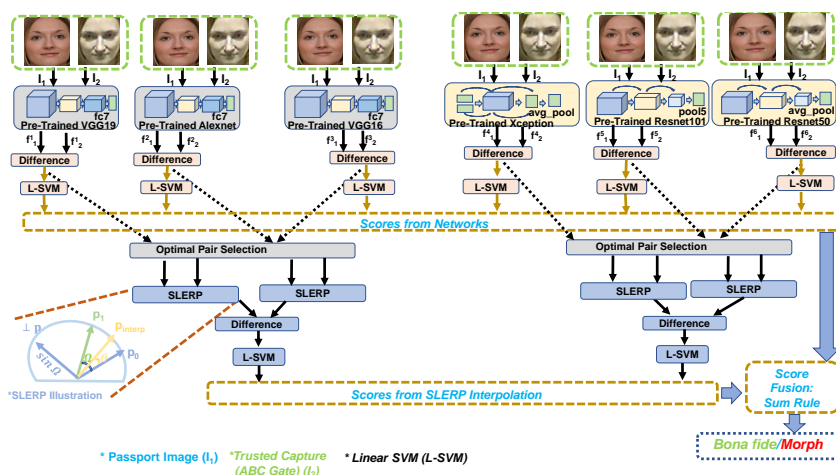 I1 I2 I1 I2 I1 I2 I1 I2 I1 I2 I1 I2
fc7 fc7 fc7 avg_pool pool5 avg_pool
Pre-Trained VGG19 Pre-Trained Alexnet Pre-Trained VGG16 Pre-Trained Xception Pre-Trained Resnet101 Pre-Trained Resnet50
f¹1 f¹2 f²1 f²2 f³1 f³2 f⁴1 f⁴2 f⁵1 f⁵2 f⁶1 f⁶2
Difference Difference Difference Difference Difference Difference
L-SVM L-SVM L-SVM L-SVM L-SVM L-SVM
Scores from Networks
Optimal Pair Selection Optimal Pair Selection
SLERP SLERP SLERP SLERP
Difference Difference
L-SVM L-SVM
p1
⊥ p pinterp
sin Ω Ω p0
*SLERP Illustration
Scores from SLERP Interpolation
Score
Fusion:
Sum Rule
Bona fide/Morph
* Passport Image (I1) *Trusted Capture * Linear SVM (L-SVM)
(ABC Gate) (I2)